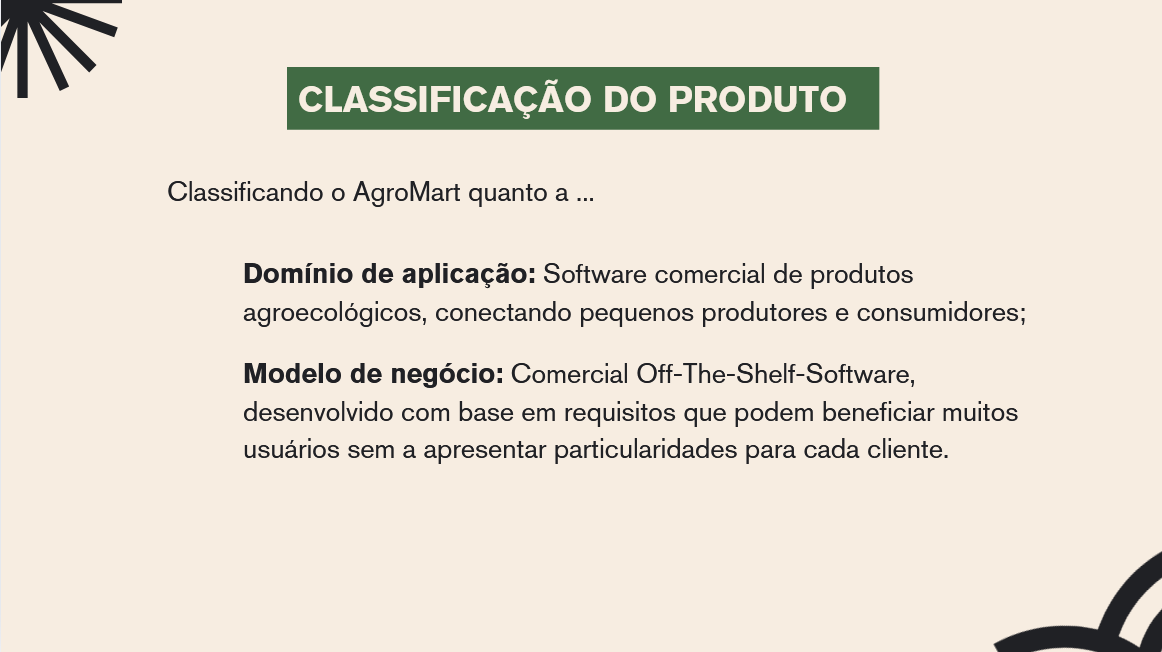 CLASSIFICAÇÃO DO PRODUTO
Classificando o AgroMart quanto a ...
Domínio de aplicação: Software comercial de produtos
agroecológicos, conectando pequenos produtores e consumidores;
Modelo de negócio: Comercial Off-The-Shelf-Software,
desenvolvido com base em requisitos que podem beneficiar muitos
usuários sem a apresentar particularidades para cada cliente.